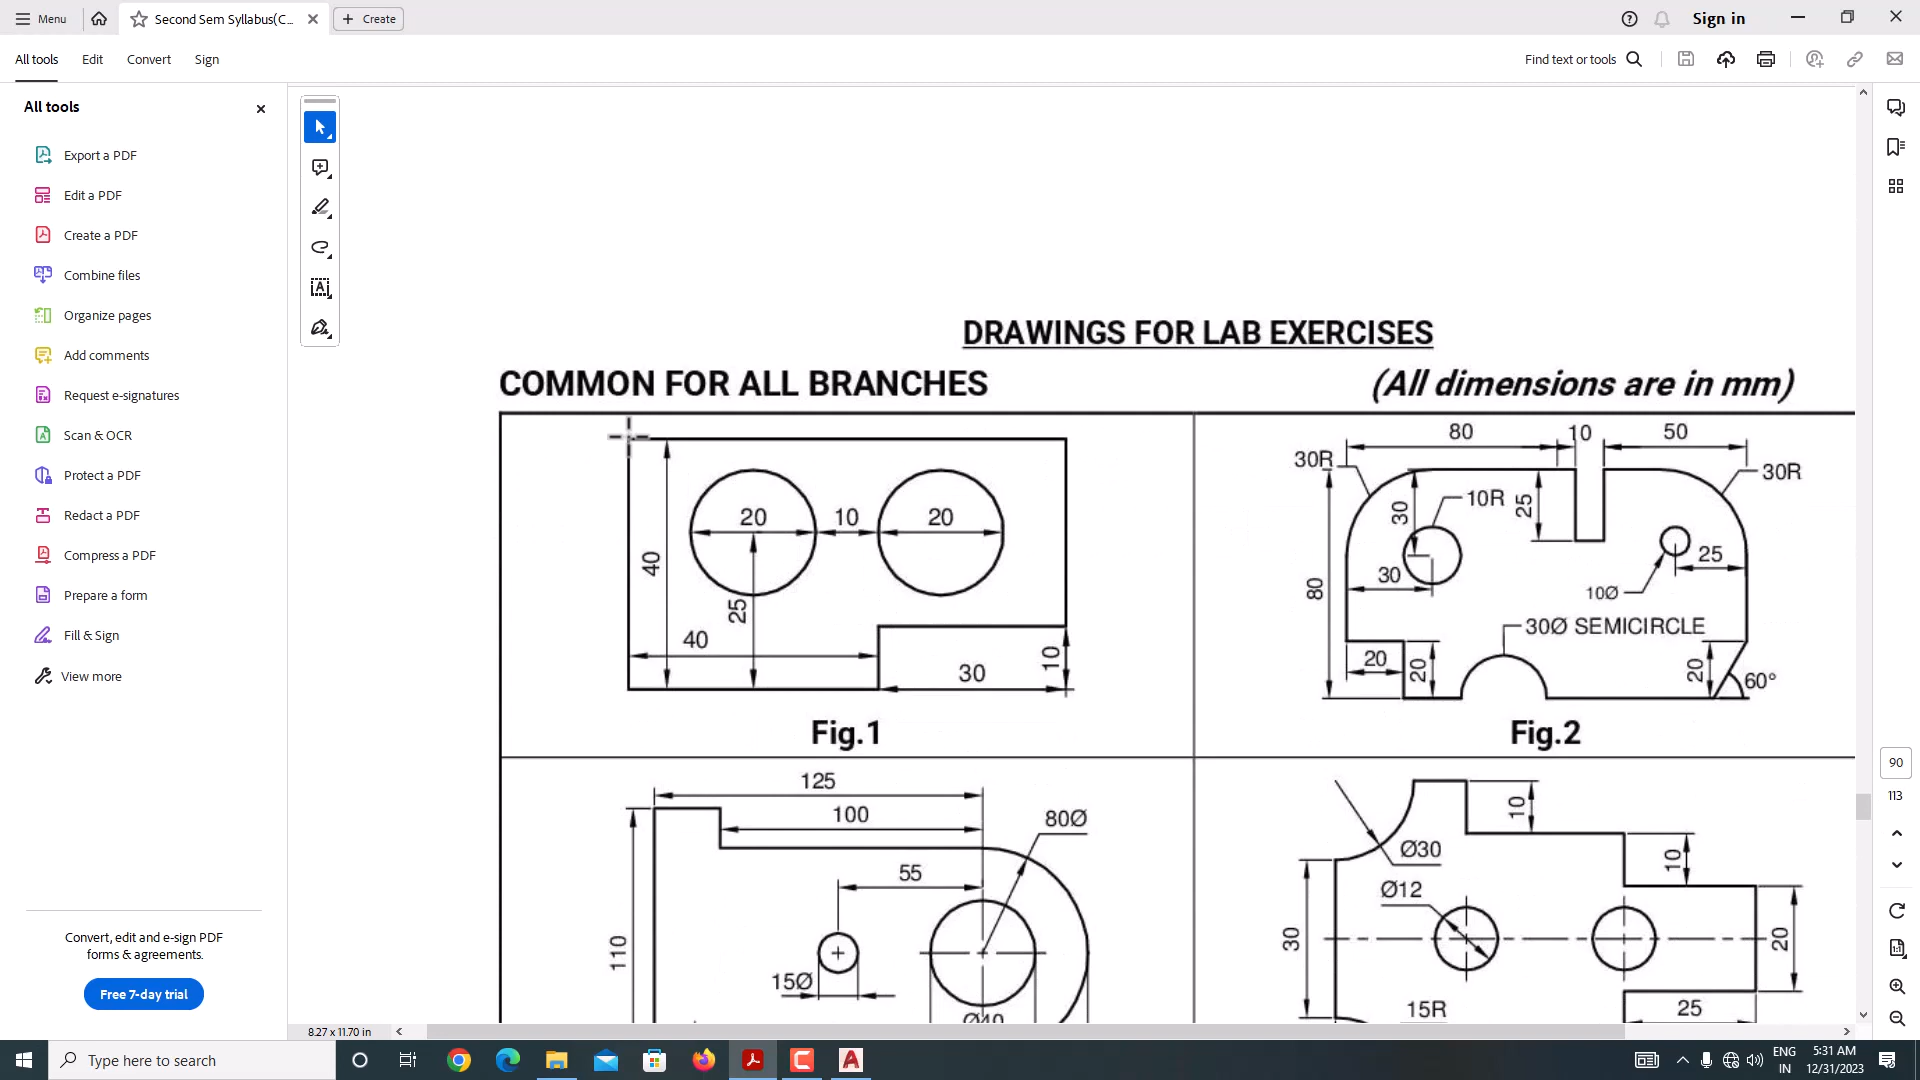 Menu
Second Sem Syllabus(C...
Create
Sign in
All tools
Edit
Convert
Sign
Find text or tools
All tools
Export a PDF
Edit a PDF
Create a PDF
Combine files
Organize pages
Add comments
Request e-signatures
Scan & OCR
Protect a PDF
Redact a PDF
Compress a PDF
Prepare a form
Fill & Sign
View more
Convert, edit and e-sign PDF
forms & agreements.
Free 7-day trial
DRAWINGS FOR LAB EXERCISES
COMMON FOR ALL BRANCHES
(All dimensions are in mm)
20
10
20
40
25
40
30
10
Fig.1
80
10
50
30R
30R
30
10R
25
25
30
80
10Ø
30Ø SEMICIRCLE
20
20
20
60°
Fig.2
125
100
80Ø
55
110
15Ø
Ø40
10
Ø30
10
Ø12
30
20
15R
25
90
113
8.27 x 11.70 in
Type here to search
ENG
IN
5:31 AM
12/31/2023